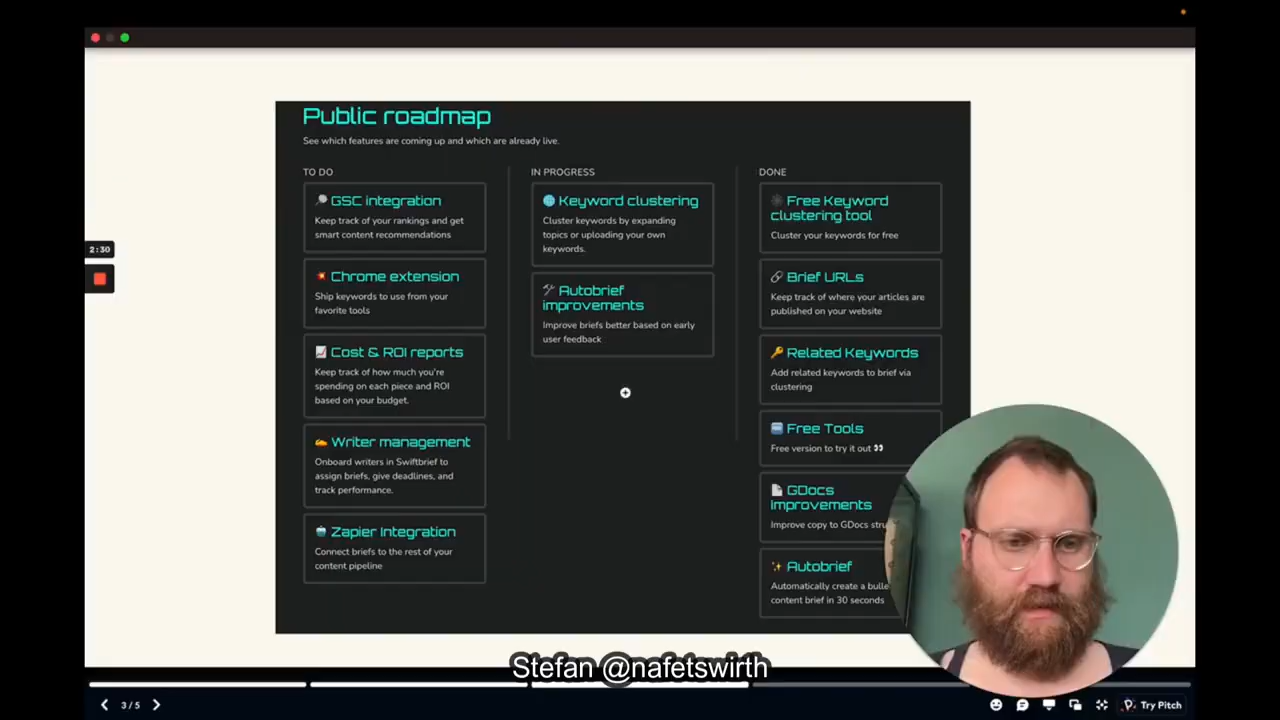 Public roadmap
See which features are coming up and which are already live.
TO DO
GSC integration
Keep track of your rankings and get
smart content recommendations
Chrome extension
Ship keywords to use from your
favorite tools
Cost & ROI reports
Keep track of how much you're
spending on each piece and ROI
based on your budget.
Writer management
Onboard writers in Swiftbrief to
assign briefs, give deadlines, and
track performance.
Zapier Integration
Connect briefs to the rest of your
content pipeline
IN PROGRESS
Keyword clustering
Cluster keywords by expanding
topics or uploading your own
keywords.
Autobrief
improvements
Improve briefs better based on early
user feedback
DONE
Free Keyword
clustering tool
Cluster your keywords for free
Brief URLs
Keep track of where your articles are
published on your website
Related Keywords
Add related keywords to brief via
clustering
Free Tools
Free version to try it out
GDocs
improvements
Improve copy to GDocs
Autobrief
Automatically create a
content brief in 30 seconds
2:30
Stefan @nafetswirth
3/5
Try Pitch